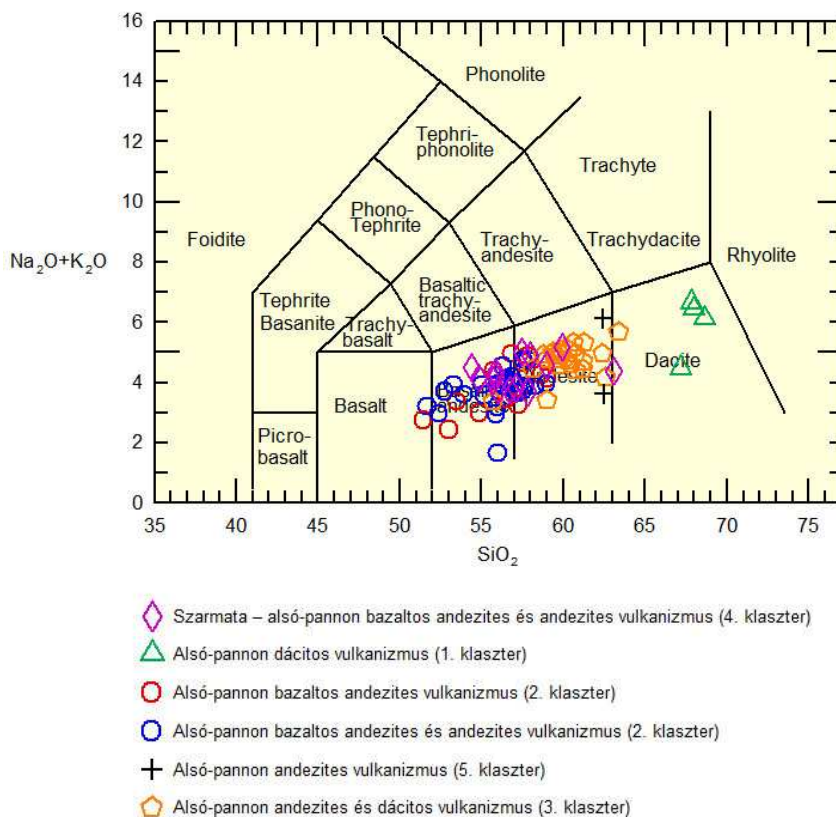 16
14
12
10
8
6
4
2
0
Na₂O+K₂O
Phonolite
Tephri-
phonolite
Trachyte
Phono-
Tephrite
Foidite
Trachy-
andesite
Trachydacite
Rhyolite
Tephrite
Basanite
Basaltic
trachy-
andesite
Trachy-
basalt
Dacite
Basalt
Picro-
basalt
35 40 45 50 55 60 65 70 75
SiO₂
Szarmata – alsó-pannon bazaltos andezites és andezites vulkanizmus (4. klaszter)
Alsó-pannon dácitos vulkanizmus (1. klaszter)
Alsó-pannon bazaltos andezites vulkanizmus (2. klaszter)
Alsó-pannon bazaltos andezites és andezites vulkanizmus (2. klaszter)
Alsó-pannon andezites vulkanizmus (5. klaszter)
Alsó-pannon andezites és dácitos vulkanizmus (3. klaszter)